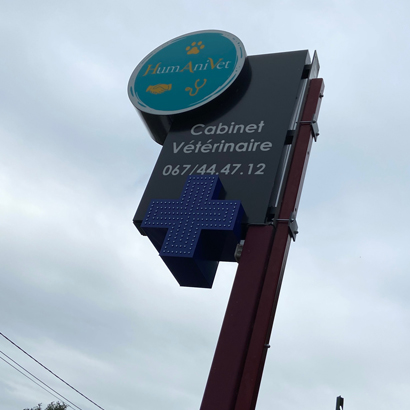 HumAniVet
Cabinet
Vétérinaire
067/44.47.12